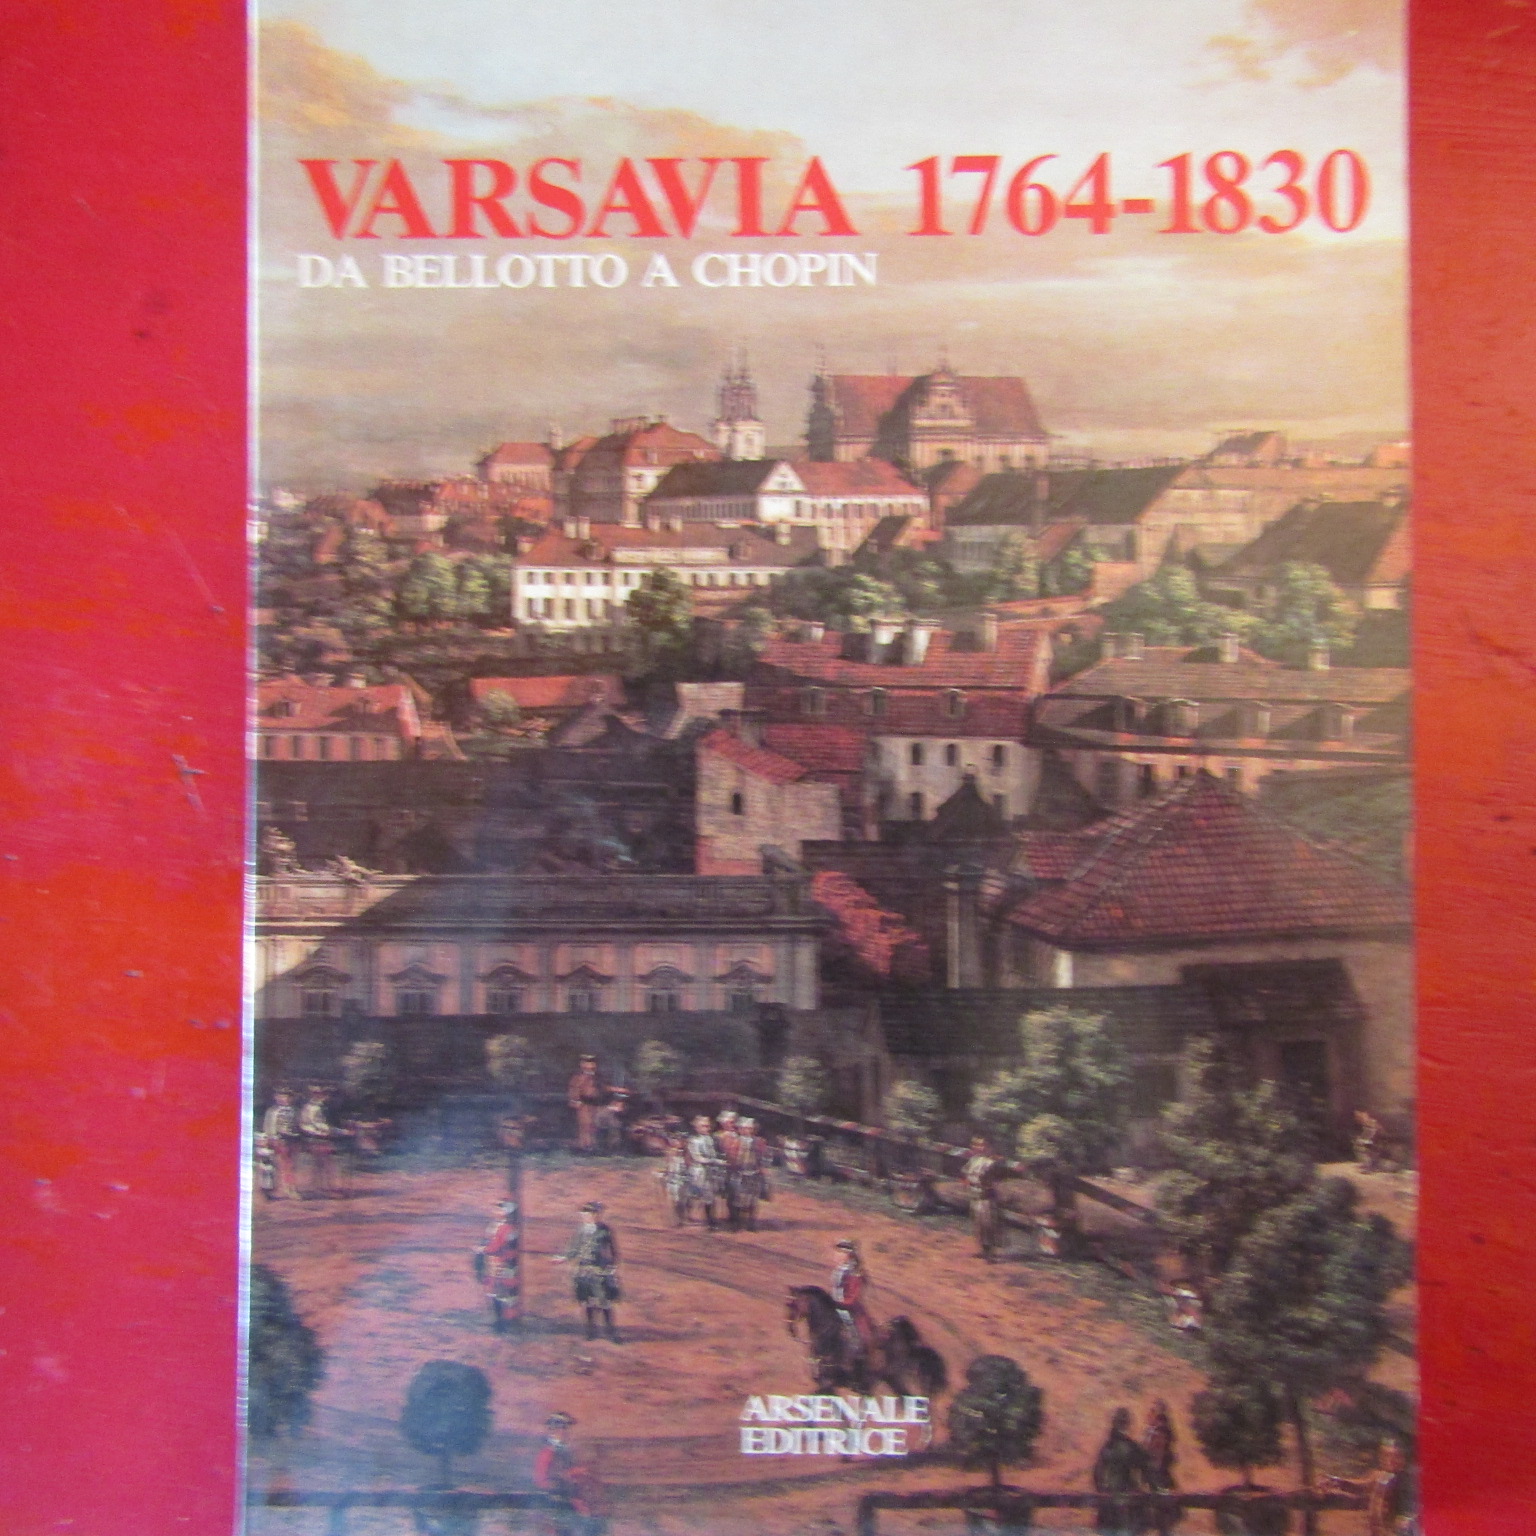 VARSAVIA 1764-1830
DA BELLOTTO A CHOPIN
ARSENALE
EDITRICE